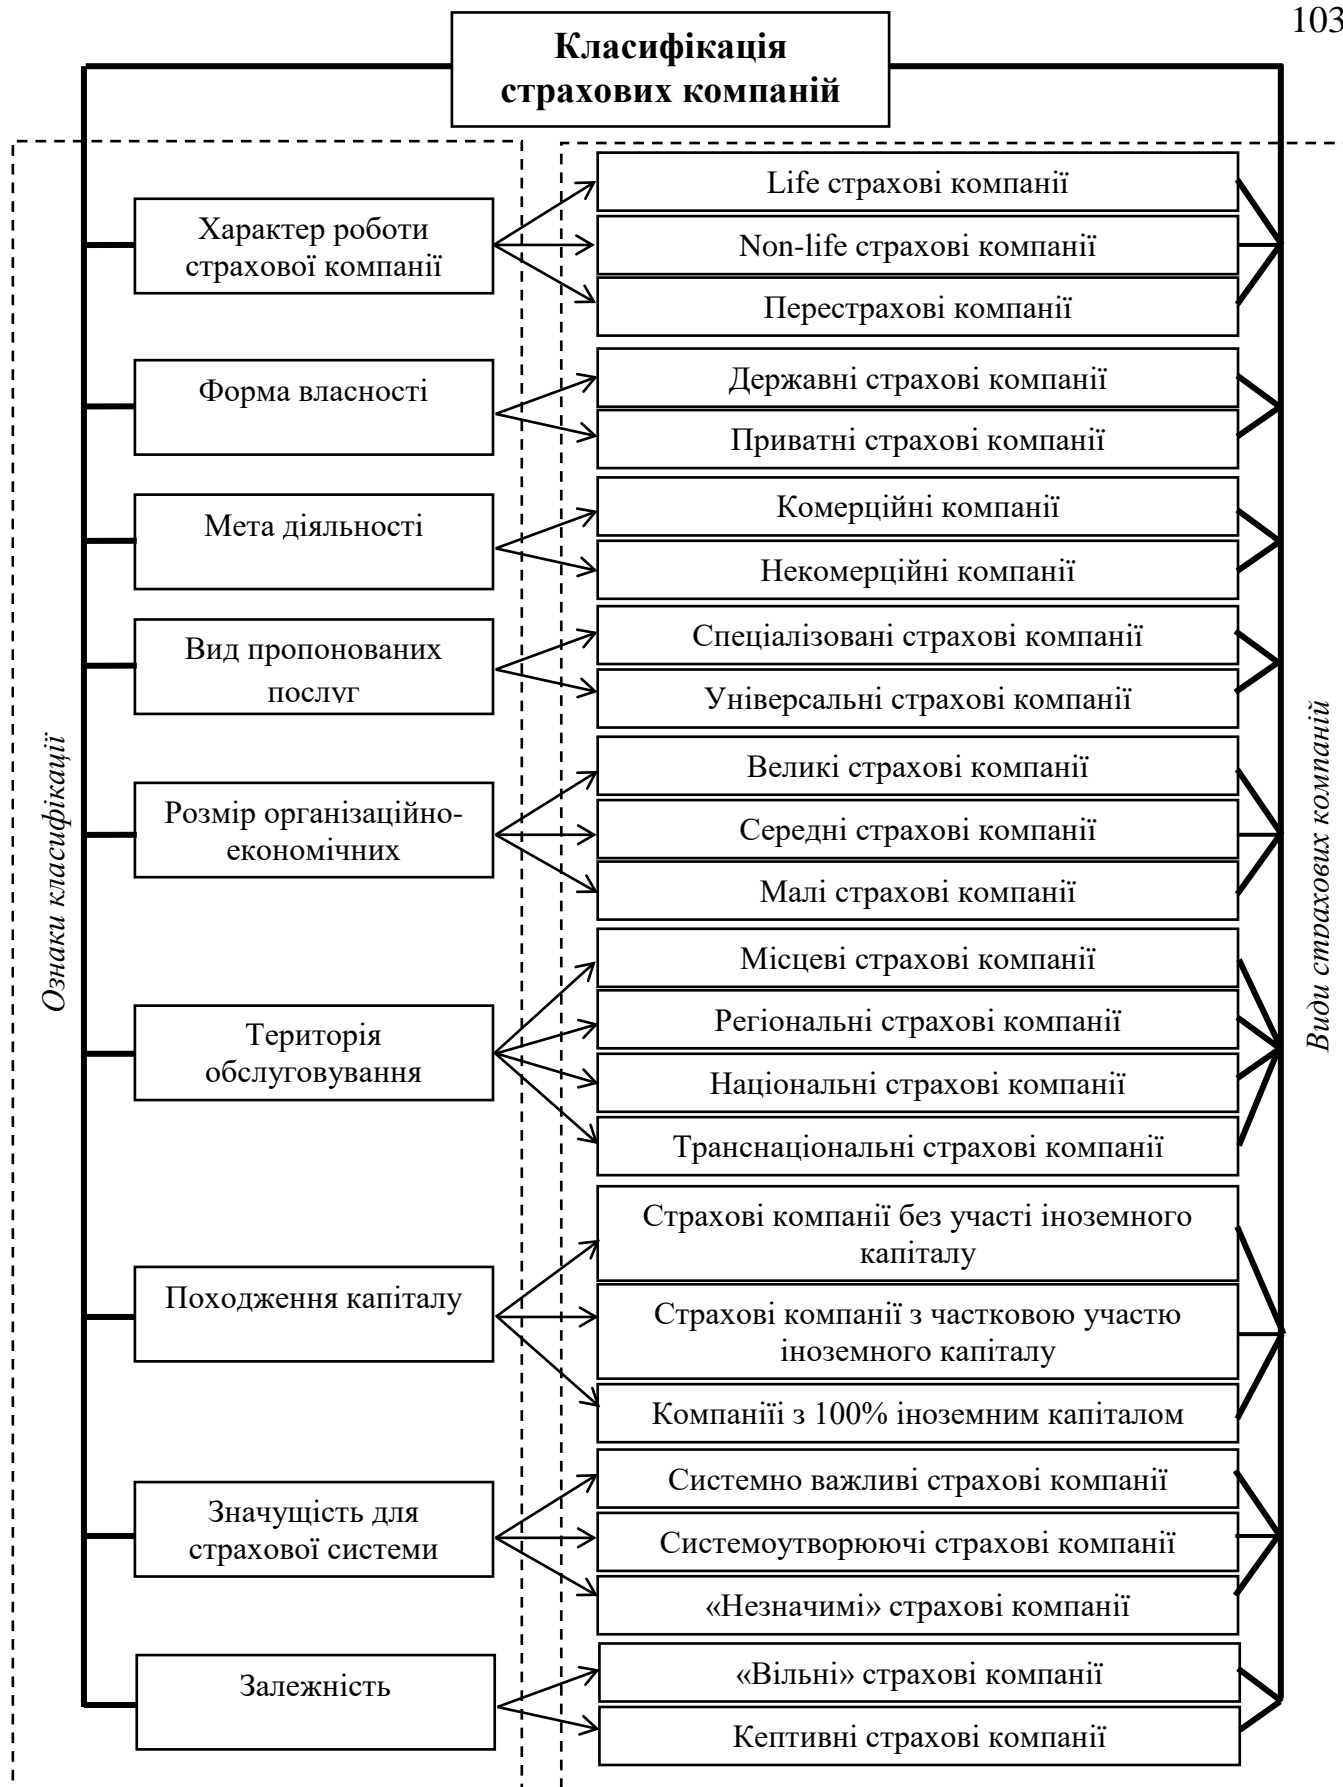 103
Класифікація
страхових компаній
Ознаки класифікації
Види страхових компаній
Характер роботи
страхової компанії
Life страхові компанії
Non-life страхові компанії
Перестрахові компанії
Форма власності
Державні страхові компанії
Приватні страхові компанії
Мета діяльності
Комерційні компанії
Некомерційні компанії
Вид пропонованих
послуг
Спеціалізовані страхові компанії
Універсальні страхові компанії
Розмір організаційно-
економічних
Великі страхові компанії
Середні страхові компанії
Малі страхові компанії
Територія
обслуговування
Місцеві страхові компанії
Регіональні страхові компанії
Національні страхові компанії
Транснаціональні страхові компанії
Походження капіталу
Страхові компанії без участі іноземного
капіталу
Страхові компанії з частковою участю
іноземного капіталу
Компаніїі з 100% іноземним капіталом
Значущість для
страхової системи
Системно важливі страхові компанії
Системоутворюючі страхові компанії
«Незначимі» страхові компанії
Залежність
«Вільні» страхові компанії
Кептивні страхові компанії